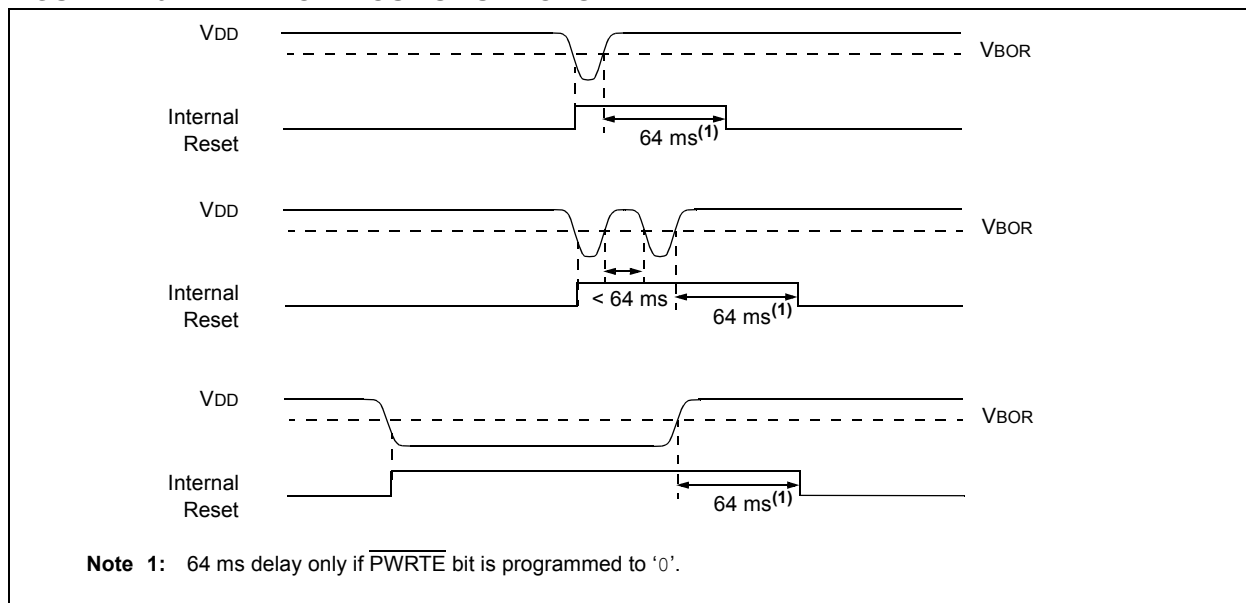 VDD
VBOR
Internal
Reset
64 ms(1)
VDD
VBOR
Internal
Reset
< 64 ms
64 ms(1)
VDD
VBOR
Internal
Reset
64 ms(1)
Note 1: 64 ms delay only if PWRTE bit is programmed to ‘0’.